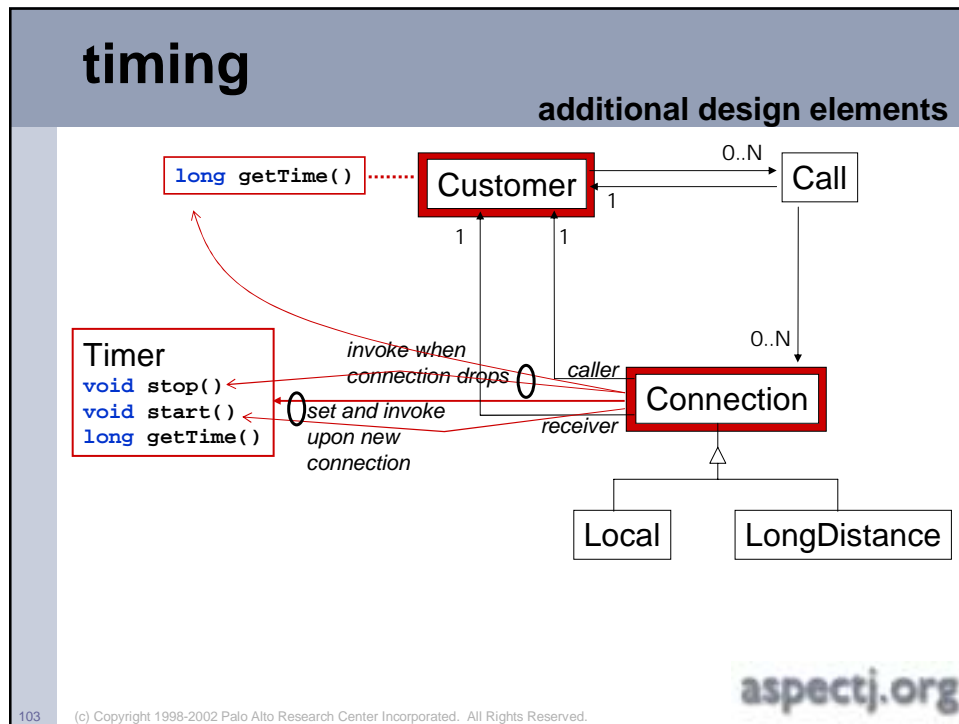 timing
additional design elements
long getTime()
Customer
0..N
Call
1
1
1
0..N
Timer
void stop()
void start()
long getTime()
invoke when
connection drops
set and invoke
upon new
connection
caller
receiver
Connection
Local
LongDistance
aspectj.org
103
(c) Copyright 1998-2002 Palo Alto Research Center Incorporated. All Rights Reserved.